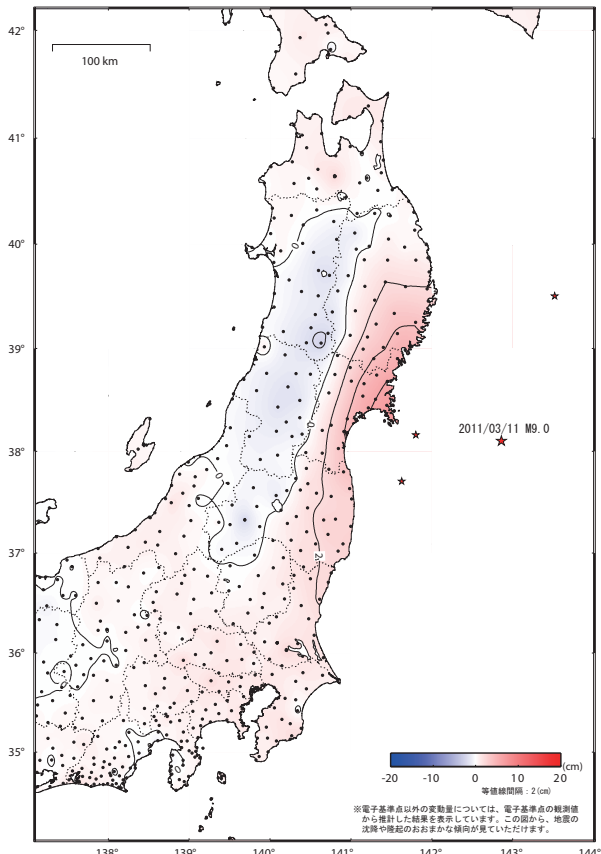 42°
100 km
41°
40°
0
39°
2011/03/11 M9.0
38°
0
0
37°
2
36°
35°
-20 -10 0 10 20
(cm)
等値線間隔：2(cm)
※電子基準点以外の変動量については、電子基準点の観測値
から推計した結果を表示しています。この図から、地震の
沈降や隆起のおおまかな傾向が見ていただけます。
138° 139° 140° 141° 142° 143° 144°